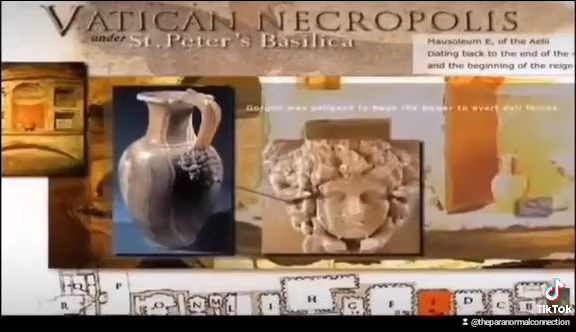 VATICAN NECROPOLIS
under St. Peter's Basilica
Mausoleum E, of the Aelii
Dating back to the end of the
and the beginning of the reign
Gorgon was believed to have the power to avert evil forces
R
P
O
N
M
L
I
H
G
F
D
C
B
TikTok
@theparanormalconnection